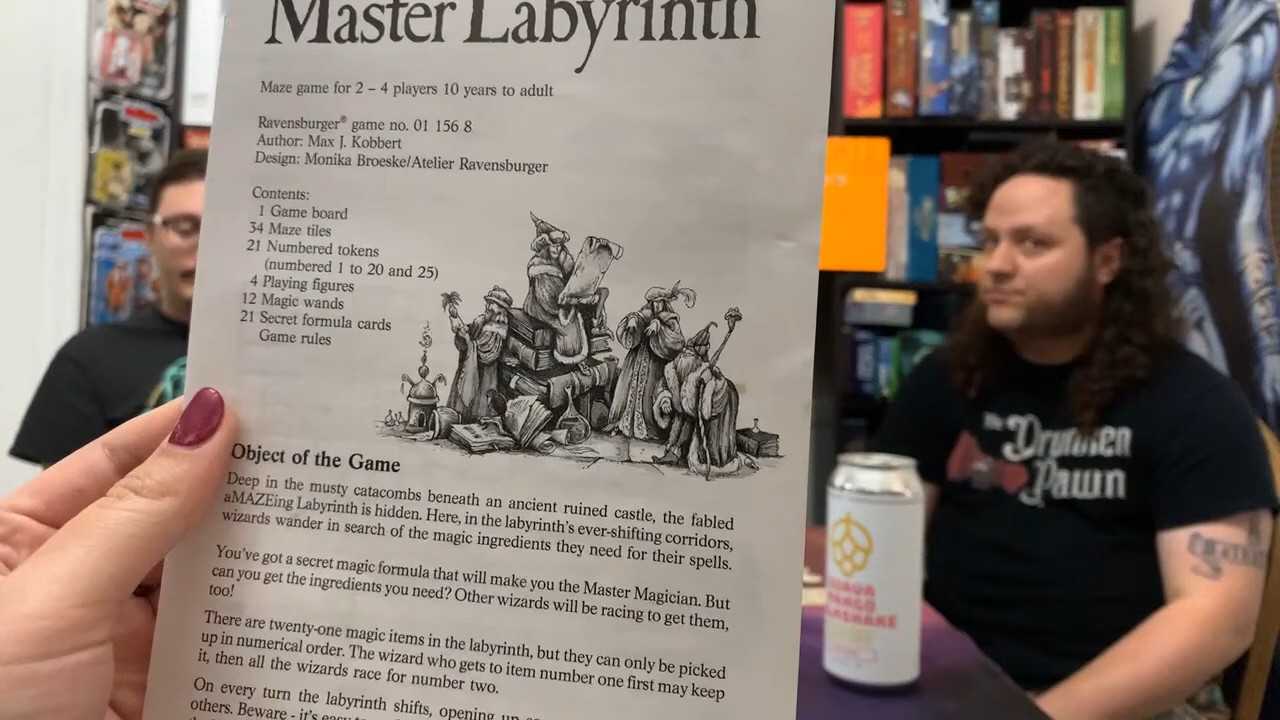 Master Labyrinth
Maze game for 2 – 4 players 10 years to adult
Ravensburger® game no. 01 156 8
Author: Max J. Kobbert
Design: Monika Broeske/Atelier Ravensburger
Contents:
1 Game board
34 Maze tiles
21 Numbered tokens
(numbered 1 to 20 and 25)
4 Playing figures
12 Magic wands
21 Secret formula cards
Game rules
Object of the Game
Deep in the musty catacombs beneath an ancient ruined castle, the fabled
aMAZEing Labyrinth is hidden. Here, in the labyrinth's ever-shifting corridors,
wizards wander in search of the magic ingredients they need for their spells.
You've got a secret magic formula that will make you the Master Magician. But
can you get the ingredients you need? Other wizards will be racing to get them,
too!
There are twenty-one magic items in the labyrinth, but they can only be picked
up in numerical order. The wizard who gets to item number one first may keep
it, then all the wizards race for number two.
On every turn the labyrinth shifts, opening up
others. Beware - it's easy
The Drunken
Pawn